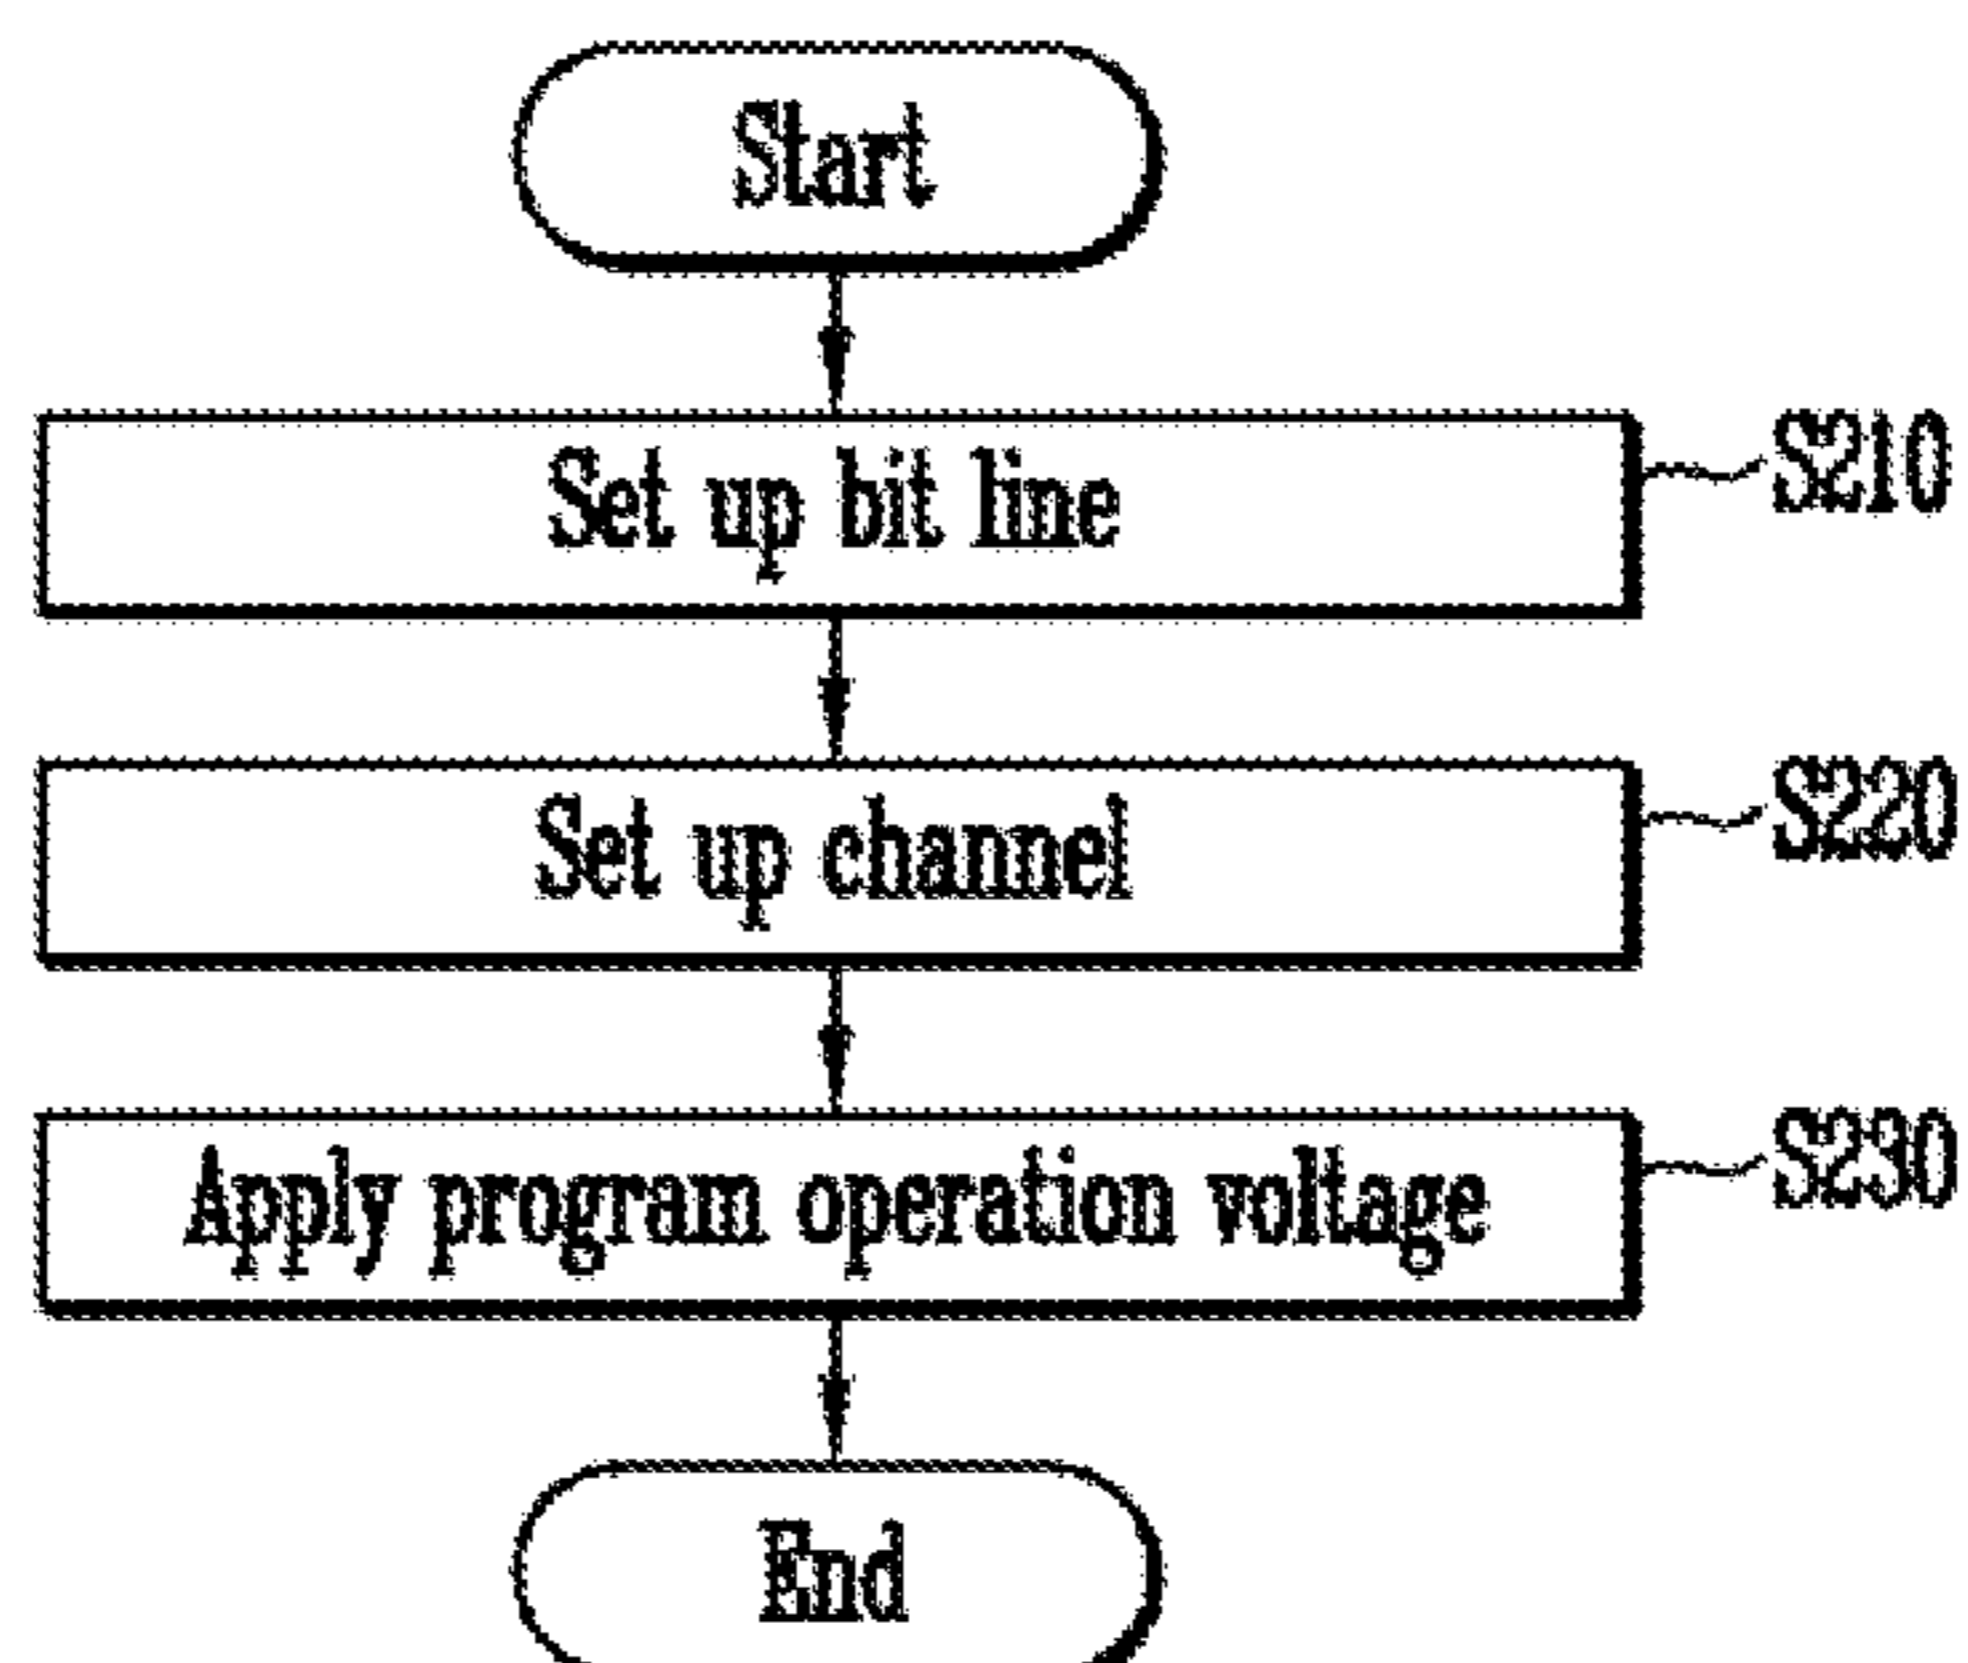 Start
Set up bit line
S210
Set up channel
S220
Apply program operation voltage
S230
End